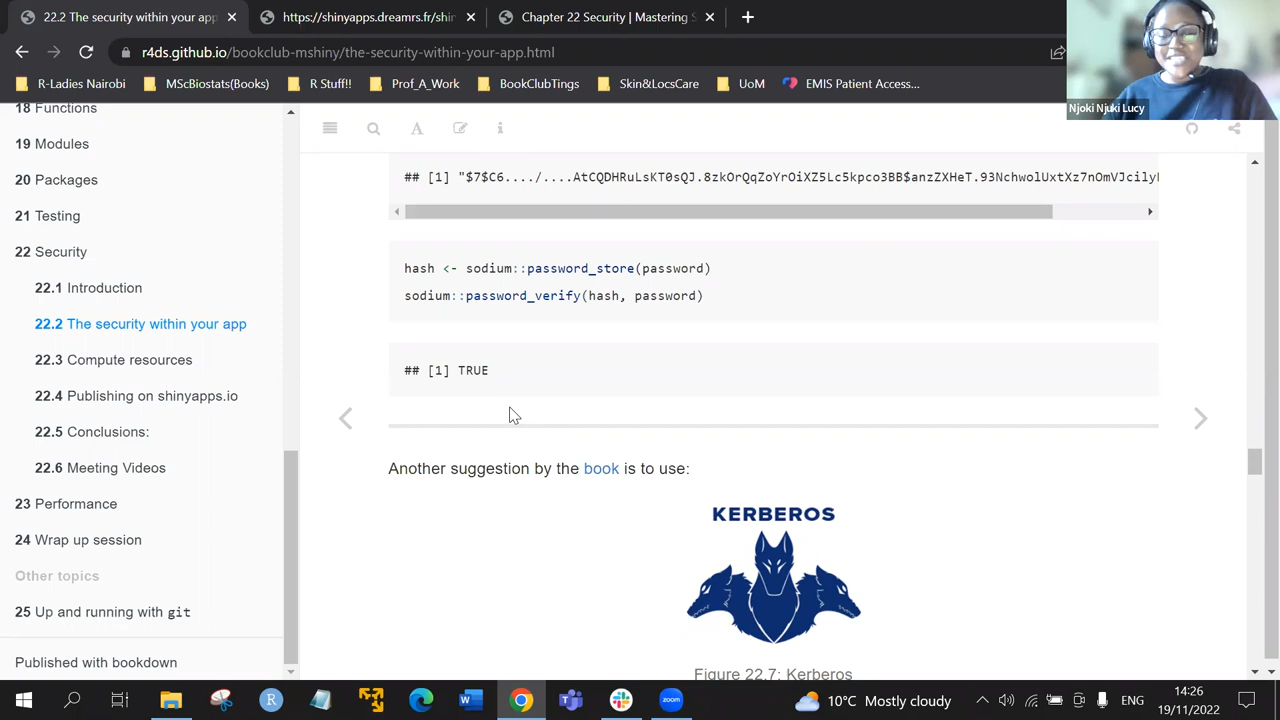 22.2 The security within your app
https://shinyapps.dreamrs.fr/shin
Chapter 22 Security | Mastering S
r4ds.github.io/bookclub-mshiny/the-security-within-your-app.html
R-Ladies Nairobi
MScBiostats(Books)
R Stuff!!
Prof_A_Work
BookClubTings
Skin&LocsCare
UoM
EMIS Patient Access...
Njoki Njuki Lucy
18 Functions
19 Modules
20 Packages
21 Testing
22 Security
22.1 Introduction
22.2 The security within your app
22.3 Compute resources
22.4 Publishing on shinyapps.io
22.5 Conclusions:
22.6 Meeting Videos
23 Performance
24 Wrap up session
Other topics
25 Up and running with git
Published with bookdown
## [1] "$7$C6..../....AtCQDHRuLsKT0sQJ.8zkOrQqZoYrOiXZ5Lc5kpco3BB$anzZXHeT.93NchwolUxtXz7nOmVJcilyb
hash <- sodium::password_store(password)
sodium::password_verify(hash, password)
## [1] TRUE
Another suggestion by the book is to use:
KERBEROS
Figure 22.7: Kerberos
10°C Mostly cloudy
ENG
14:26
19/11/2022